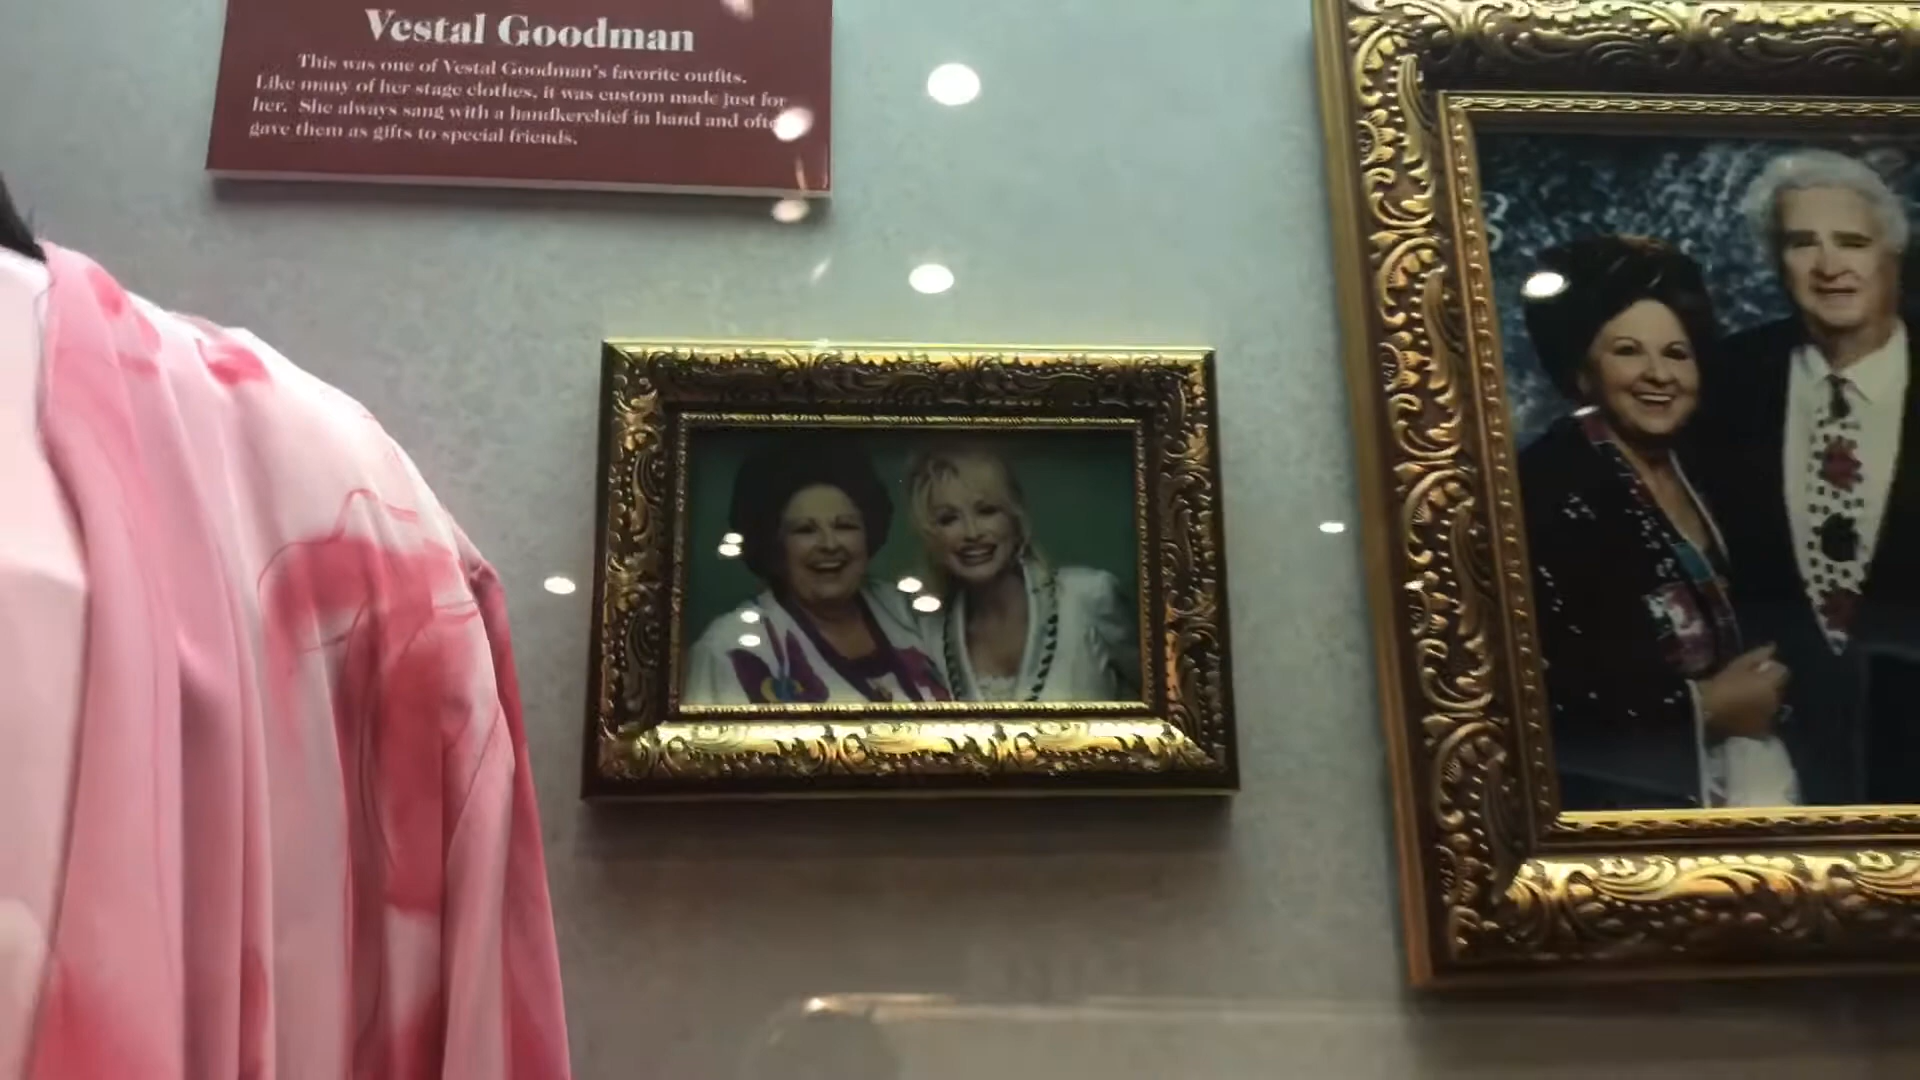 Vestal Goodman
This was one of Vestal Goodman's favorite outfits.
Like many of her stage clothes, it was custom made just for
her. She always sang with a handkerchief in hand and
gave them as gifts to special friends.